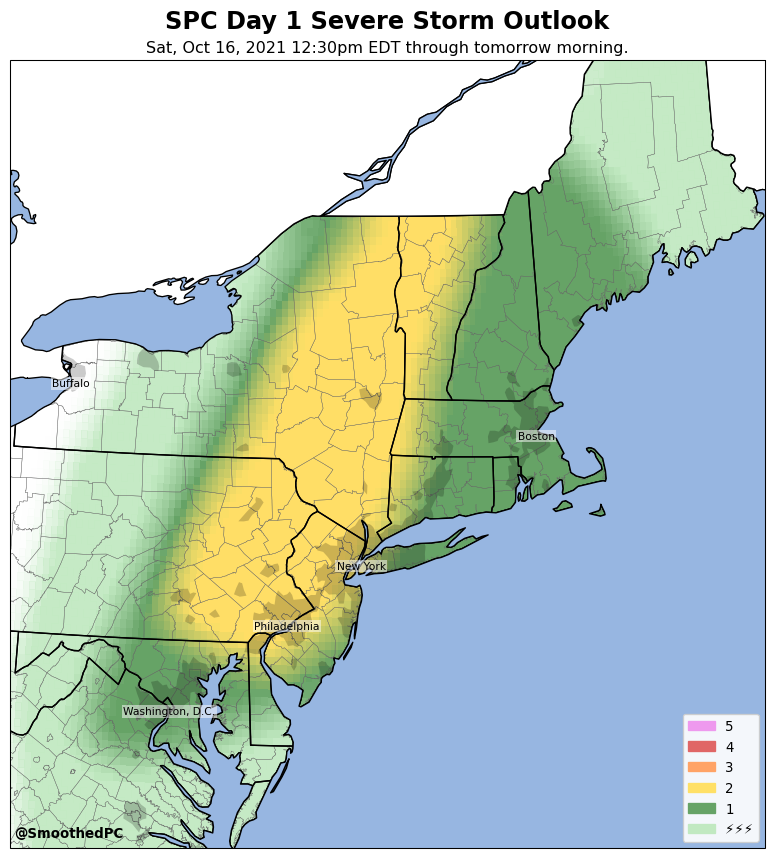 SPC Day 1 Severe Storm Outlook
Sat, Oct 16, 2021 12:30pm EDT through tomorrow morning.
Buffalo
Boston
New York
Philadelphia
Washington, D.C.
5
4
3
2
1
⚡⚡⚡
@SmoothedPC